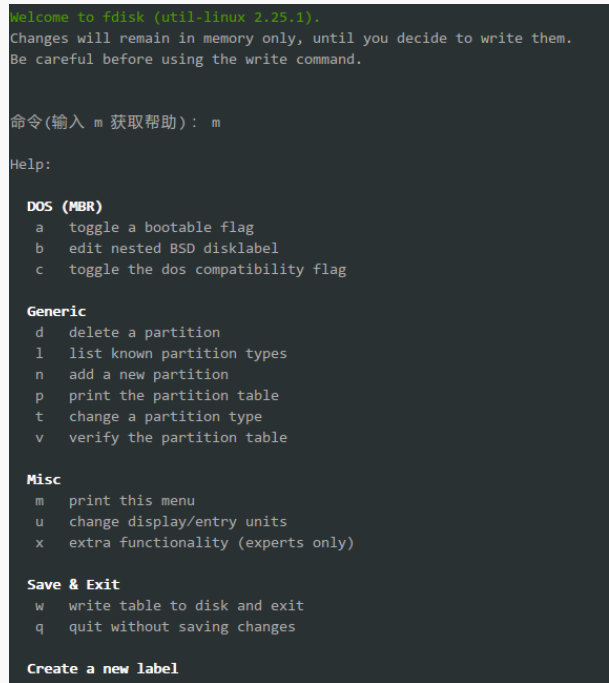 Welcome to fdisk (util-linux 2.25.1).
Changes will remain in memory only, until you decide to write them.
Be careful before using the write command.
命令(输入 m 获取帮助)： m
Help:
DOS (MBR)
a   toggle a bootable flag
b   edit nested BSD disklabel
c   toggle the dos compatibility flag
Generic
d   delete a partition
l   list known partition types
n   add a new partition
p   print the partition table
t   change a partition type
v   verify the partition table
Misc
m   print this menu
u   change display/entry units
x   extra functionality (experts only)
Save & Exit
w   write table to disk and exit
q   quit without saving changes
Create a new label